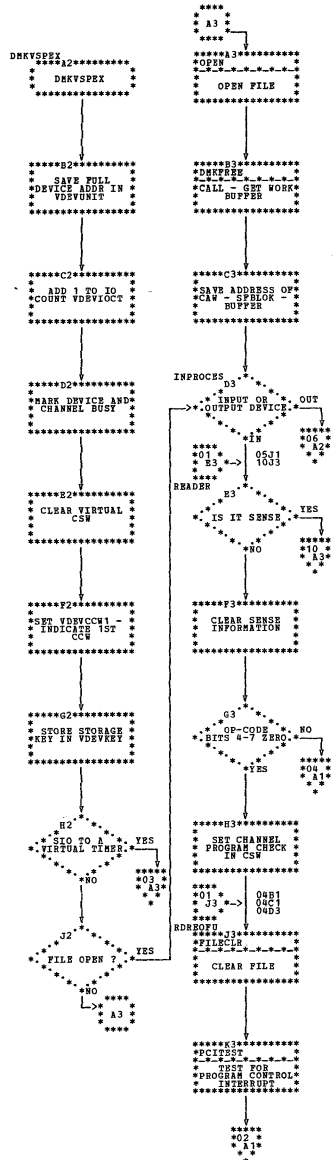 DMKVSPEX
A2
DMKVSPEX
B2
SAVE FULL
DEVICE ADDR IN
VDEVUNIT
C2
ADD 1 TO IO
COUNT VDEVIOCT
D2
MARK DEVICE AND
CHANNEL BUSY
E2
CLEAR VIRTUAL
CSW
F2
SET VDEVCCW1 -
INDICATE 1ST
CCW
G2
STORE STORAGE
KEY IN VDEVKEY
H2
SIO TO A
VIRTUAL TIMER
YES
NO
03
A3
J2
FILE OPEN ?
YES
NO
A3
A3
A3
OPEN
OPEN FILE
B3
DMKFREE
CALL - GET WORK
BUFFER
C3
SAVE ADDRESS OF
CAW - SFBLOK -
BUFFER
INPROCES
D3
INPUT OR
OUTPUT DEVICE
OUT
IN
06
A2
01
E3
05J1
10J3
READER
E3
IS IT SENSE
YES
NO
10
A3
F3
CLEAR SENSE
INFORMATION
G3
OP-CODE
BITS 4-7 ZERO
NO
YES
04
A1
H3
SET CHANNEL
PROGRAM CHECK
IN CSW
01
J3
04B1
04C1
04D3
RDREOFU
J3
FILECLR
CLEAR FILE
K3
PCITEST
TEST FOR
PROGRAM CONTROL
INTERRUPT
02
A1